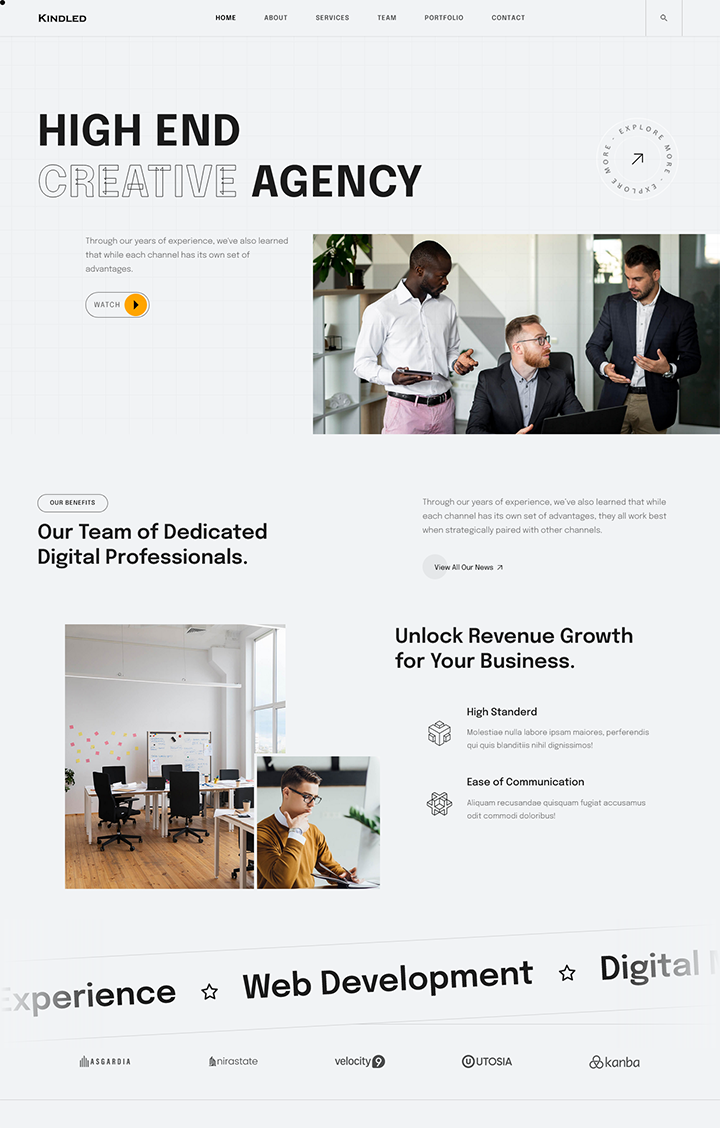 KINDLED
HOME ABOUT SERVICES TEAM PORTFOLIO CONTACT
HIGH END
CREATIVE AGENCY
EXPLORE MORE - EXPLORE MORE -
Through our years of experience, we've also learned
that while each channel has its own set of
advantages.
WATCH
OUR BENEFITS
Our Team of Dedicated
Digital Professionals.
Through our years of experience, we've also learned that while
each channel has its own set of advantages, they all work best
when strategically paired with other channels.
View All Our News
Unlock Revenue Growth
for Your Business.
High Standerd
Molestiae nulla labore ipsam maiores, perferendis
qui quis blanditiis nihil dignissimos!
Ease of Communication
Aliquam recusandae quisquam fugiat accusamus
odit commodi doloribus!
Experience Web Development Digital
ASGARDIA nirastate velocity9 UTOSIA kanba